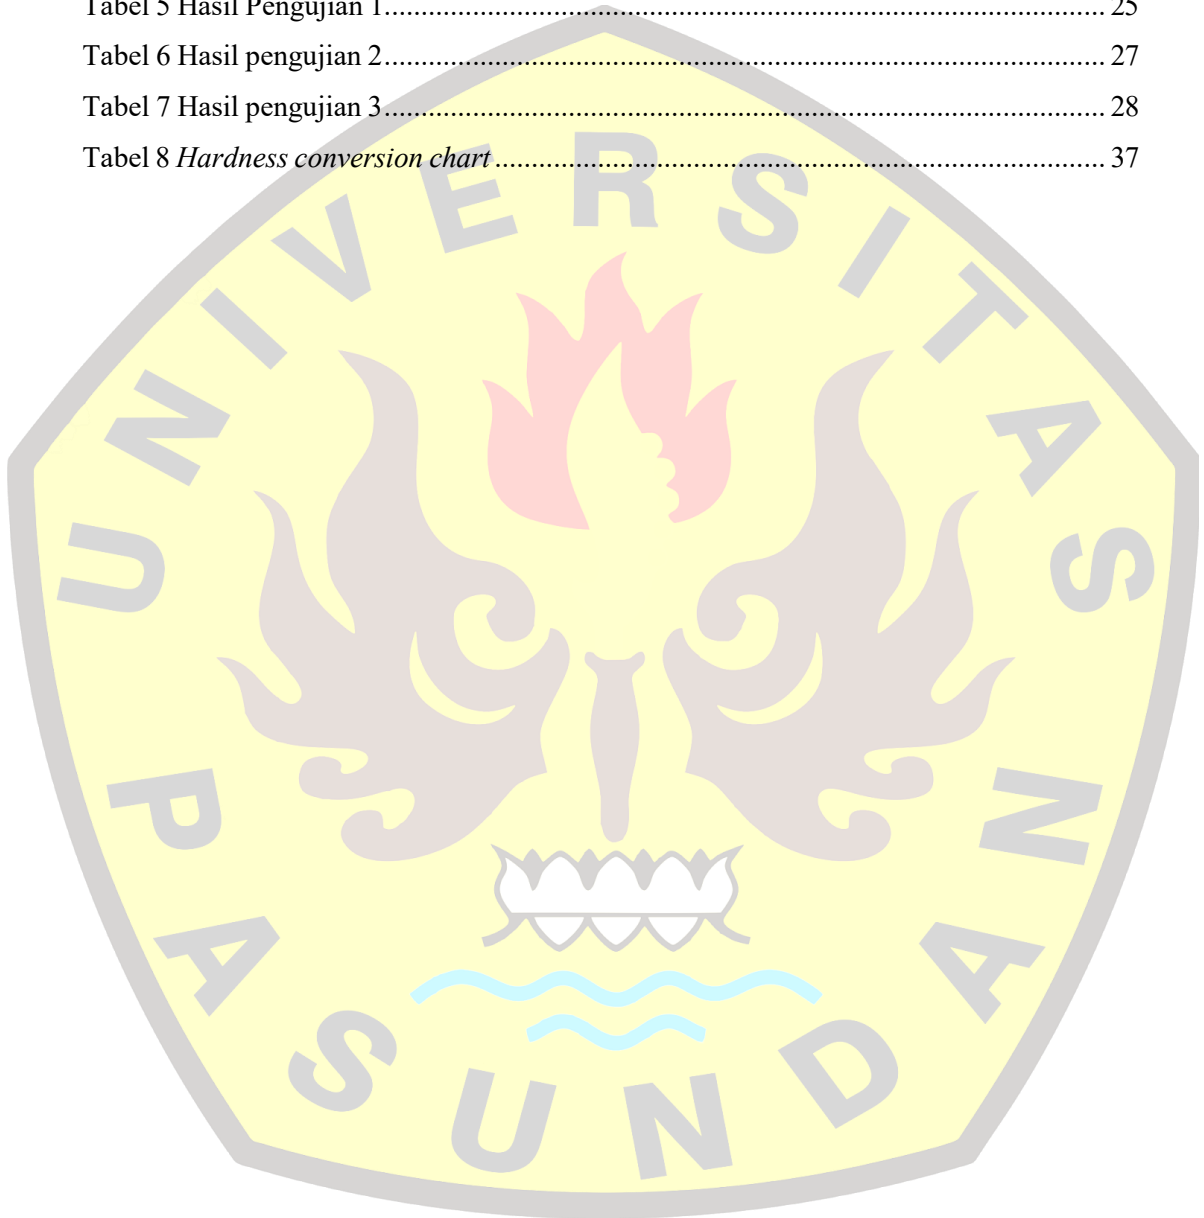 Tabel 5 Hasil Pengujian 1........................................................................................................ 25
Tabel 6 Hasil pengujian 2........................................................................................................ 27
Tabel 7 Hasil pengujian 3........................................................................................................ 28
Tabel 8 Hardness conversion chart........................................................................................ 37
UNIVERSITAS
PASUNDAN